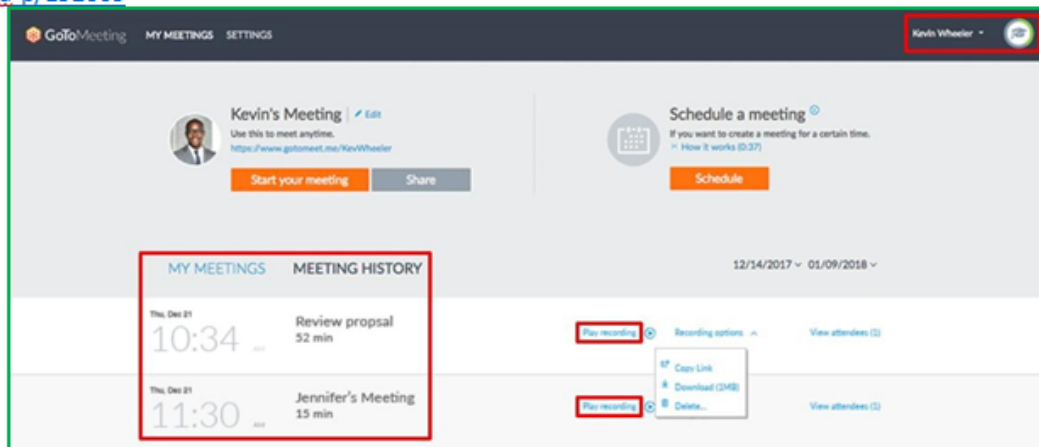 GoToMeeting MY MEETINGS SETTINGS Kevin Wheeler
Kevin's Meeting Edit
Use this to meet anytime.
https://www.gotomeet.me/KevWheeler
Start your meeting Share
Schedule a meeting
If you want to create a meeting for a certain time.
How it works (0:37)
Schedule
MY MEETINGS MEETING HISTORY 12/14/2017 01/09/2018
Thu, Dec 21
10:34
Review propsal
52 min
Play recording Recording options View attendees (1)
Copy Link
Download (1MB)
Delete...
Thu, Dec 21
11:30 AM
Jennifer's Meeting
15 min
Play recording View attendees (1)